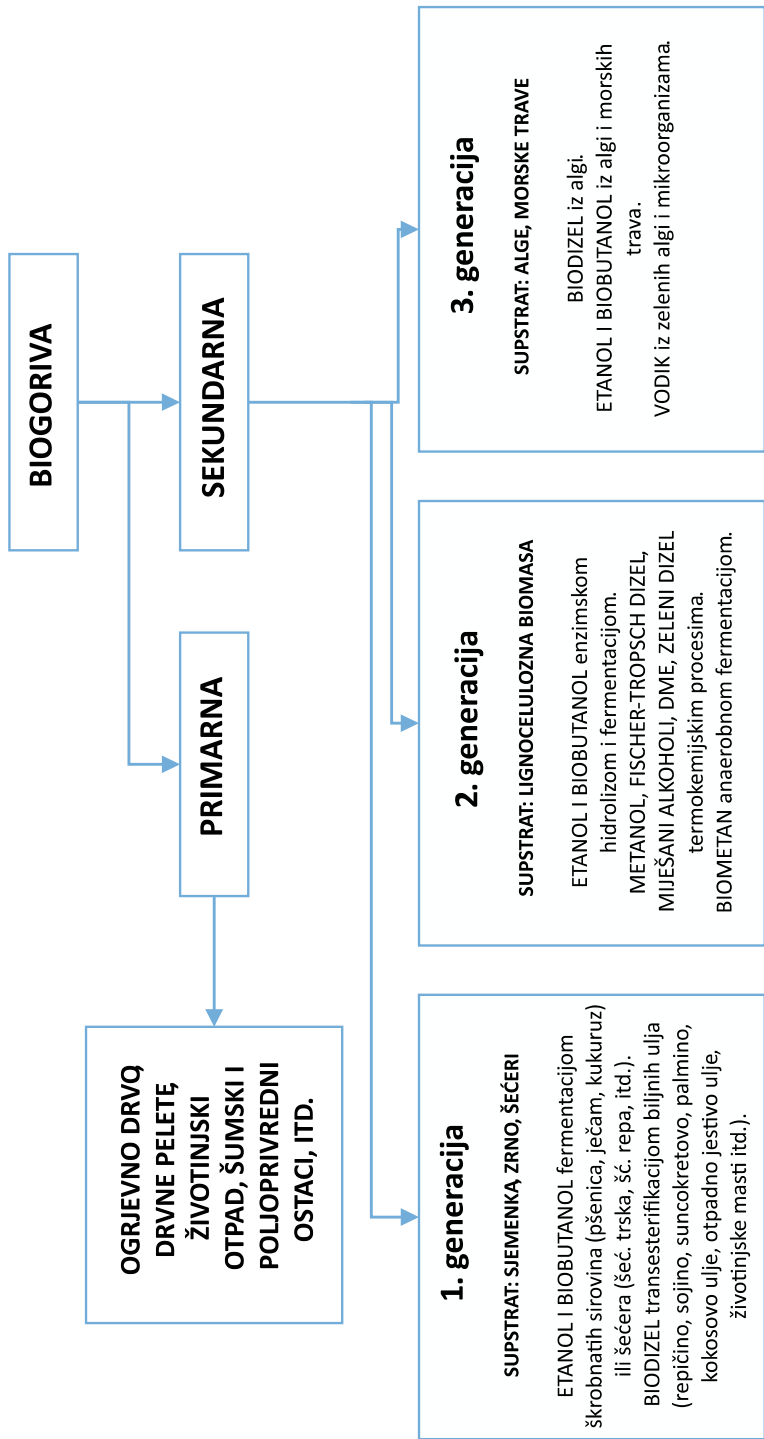 BIOGORIVA
PRIMARNA
SEKUNDARNA
OGRJEVNO DRVO,
DRVNE PELETE,
ŽIVOTINJSKI
OTPAD, ŠUMSKI I
POLJOPRIVREDNI
OSTACI, ITD.
1. generacija
SUPSTRAT: SJEMENKA, ZRNO, ŠEĆERI
ETANOL I BIOBUTANOL fermentacijom
škrobnatih sirovina (pšenica, ječam, kukuruz)
ili šećera (šeć. trska, šć. repa, itd.).
BIODIZEL transesterifikacijom biljnih ulja
(repičino, sojino, suncokretovo, palmino,
kokosovo ulje, otpadno jestivo ulje,
životinjske masti itd.).
2. generacija
SUPSTRAT: LIGNOCELULOZNA BIOMASA
ETANOL I BIOBUTANOL enzimskom
hidrolizom i fermentacijom.
METANOL, FISCHER-TROPSCH DIZEL,
MIJEŠANI ALKOHOLI, DME, ZELENI DIZEL
termokemijskim procesima.
BIOMETAN anaerobnom fermentacijom.
3. generacija
SUPSTRAT: ALGE, MORSKE TRAVE
BIODIZEL iz algi.
ETANOL I BIOBUTANOL iz algi i morskih
trava.
VODIK iz zelenih algi i mikroorganizama.